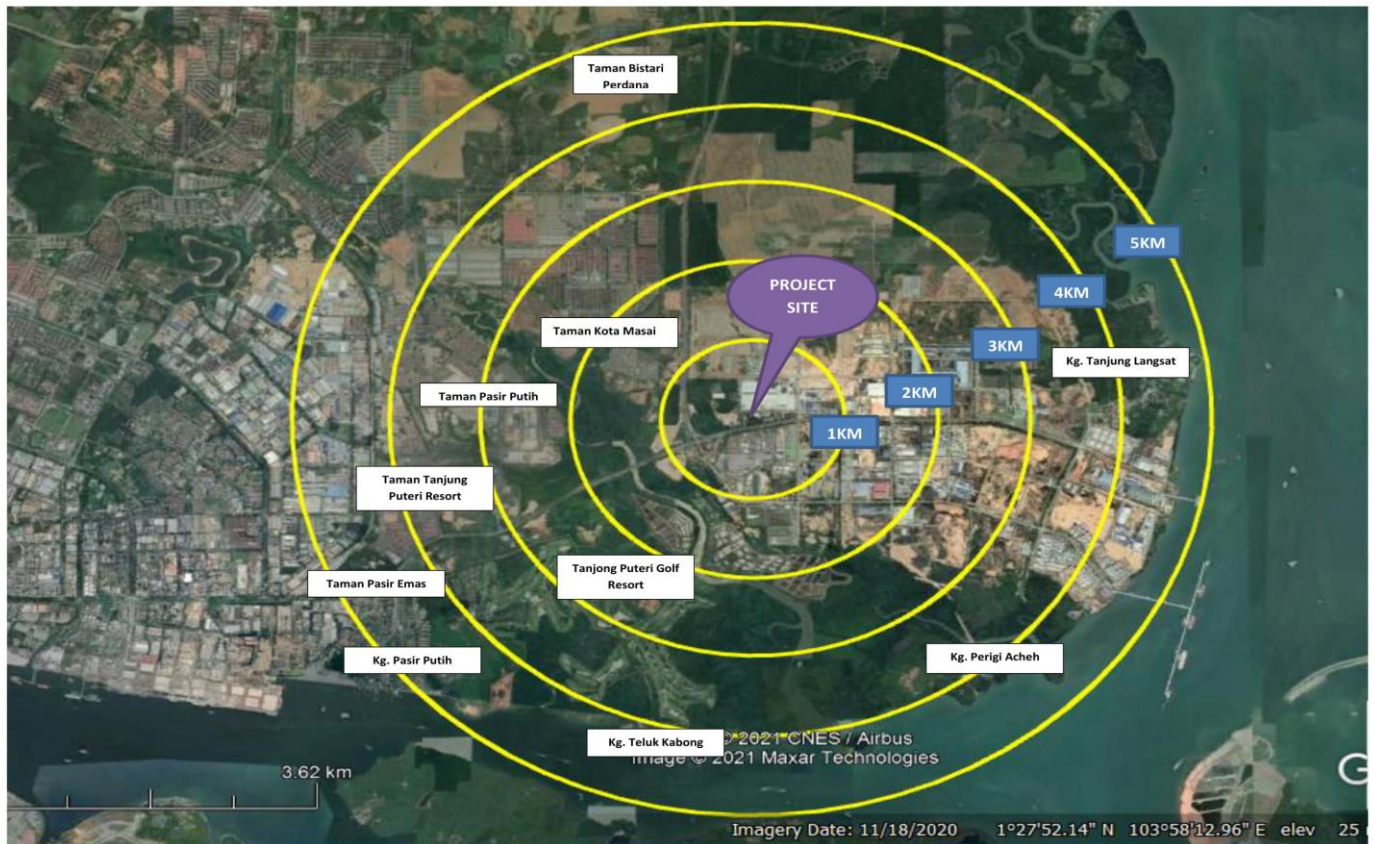 Taman Bistari
Perdana
5KM
PROJECT
SITE
4KM
Taman Kota Masai
3KM
Kg. Tanjung Langsat
2KM
Taman Pasir Putih
1KM
Taman Tanjung
Puteri Resort
Tanjong Puteri Golf
Resort
Taman Pasir Emas
Kg. Pasir Putih
Kg. Perigi Acheh
Kg. Teluk Kabong
© 2021 CNES / Airbus
Image © 2021 Maxar Technologies
3.62 km
G
Imagery Date: 11/18/2020 1°27'52.14" N 103°58'12.96" E elev 25